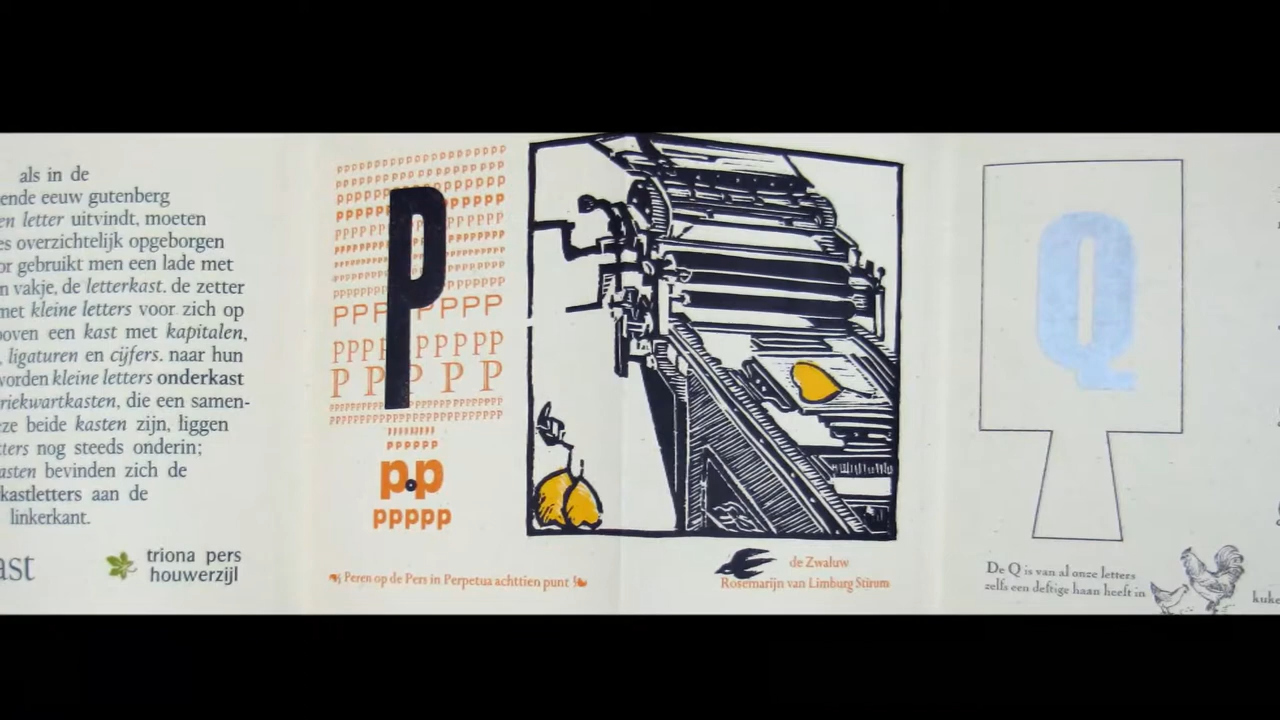 als in de
ende eeuw gutenberg
en letter uitvindt, moeten
es overzichtelijk opgeborgen
or gebruikt men een lade met
n vakje, de letterkast. de zetter
met kleine letters voor zich op
oven een kast met kapitalen,
, ligaturen en cijfers. naar hun
worden kleine letters onderkast
riekwartkasten, die een samen-
eze beide kasten zijn, liggen
tters nog steeds onderin;
asten bevinden zich de
kastletters aan de
linkerkant.
ast
triona pers
houwerzijl
P
p.p
ppppp
Peren op de Pers in Perpetua achttien punt
de Zwaluw
Rosemarijn van Limburg Stirum
Q
De Q is van al onze letters
zelfs een deftige haan heeft in
kuke